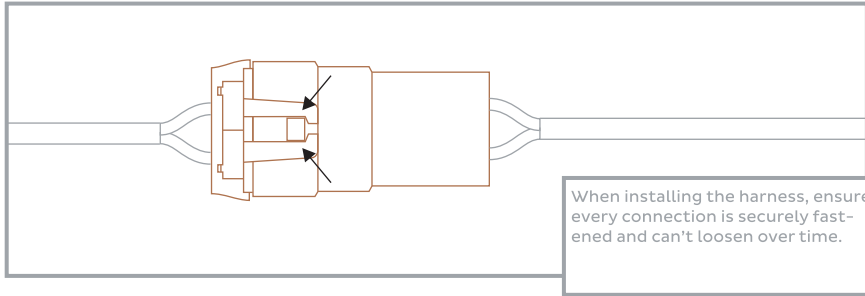 When installing the harness, ensure
every connection is securely fast-
ened and can't loosen over time.